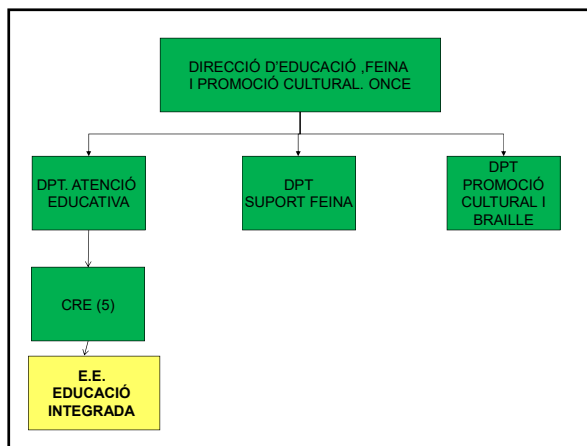 DIRECCIÓ D'EDUCACIÓ ,FEINA
I PROMOCIÓ CULTURAL. ONCE
DPT. ATENCIÓ
EDUCATIVA
DPT
SUPORT FEINA
DPT
PROMOCIÓ
CULTURAL I
BRAILLE
CRE (5)
E.E.
EDUCACIÓ
INTEGRADA